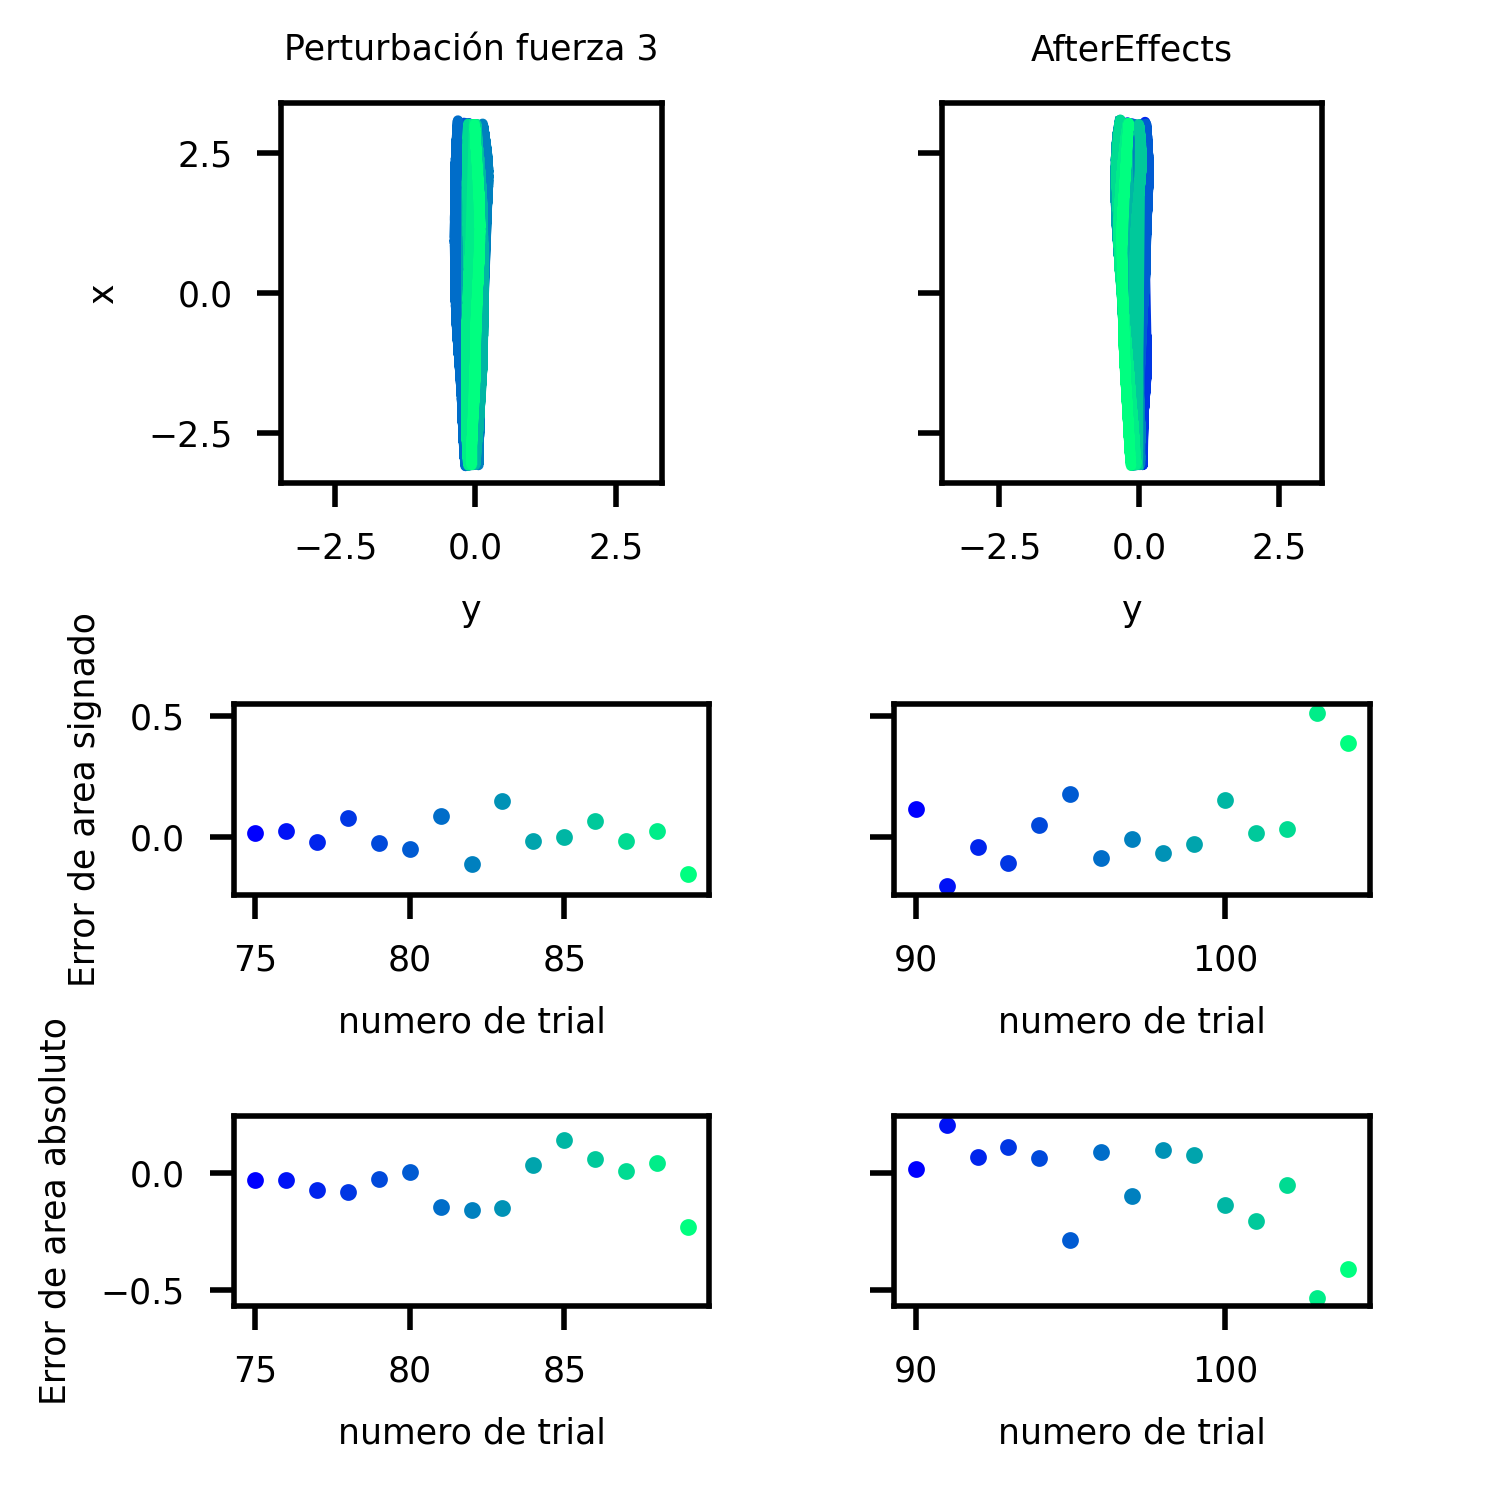 Perturbación fuerza 3
AfterEffects
2.5
0.0
−2.5
x
−2.5 0.0 2.5
y
−2.5 0.0 2.5
y
Error de area signado
0.5
0.0
75 80 85
numero de trial
90 100
numero de trial
Error de area absoluto
0.0
−0.5
75 80 85
numero de trial
90 100
numero de trial